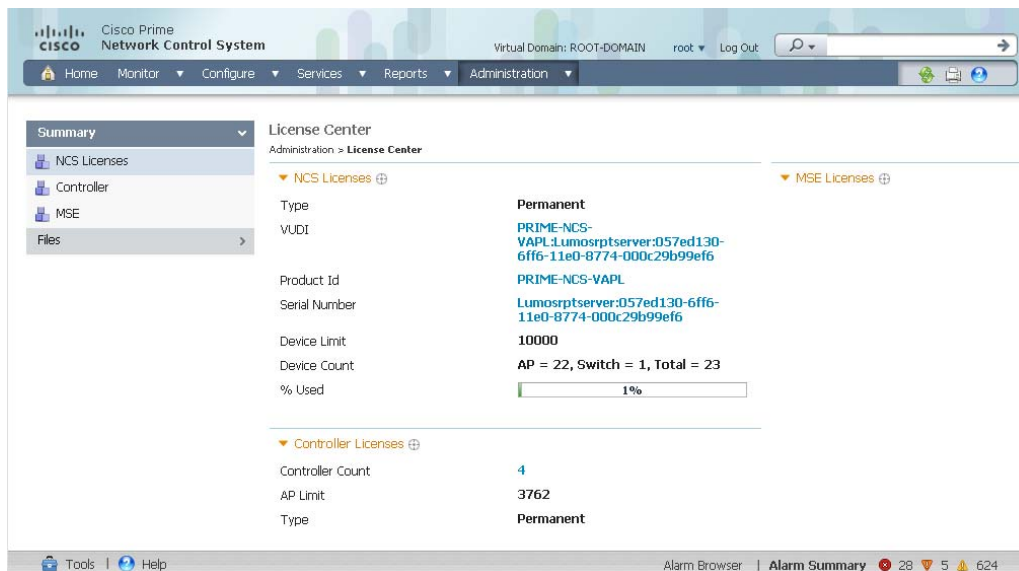 Cisco Prime
CISCO Network Control System
Virtual Domain: ROOT-DOMAIN root Log Out
Home Monitor Configure Services Reports Administration
Summary
NCS Licenses
Controller
MSE
Files
License Center
Administration > License Center
NCS Licenses
Type Permanent
VUDI PRIME-NCS-
VAPL:Lumosrptserver:057ed130-
6ff6-11e0-8774-000c29b99ef6
Product Id PRIME-NCS-VAPL
Serial Number Lumosrptserver:057ed130-6ff6-
11e0-8774-000c29b99ef6
Device Limit 10000
Device Count AP = 22, Switch = 1, Total = 23
% Used 1%
Controller Licenses
Controller Count 4
AP Limit 3762
Type Permanent
MSE Licenses
Tools | Help
Alarm Browser | Alarm Summary 28 5 624